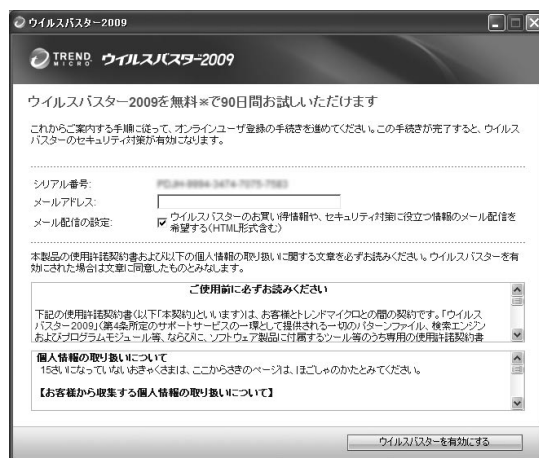 ウイルスバスター2009
TREND MICRO ウイルスバスター2009
ウイルスバスター2009を無料※で90日間お試しいただけます
これからご案内する手順に従って、オンラインユーザ登録の手続きを進めてください。この手続きが完了すると、ウイルス
バスターのセキュリティ対策が有効になります。
シリアル番号:
メールアドレス:
メール配信の設定:
ウイルスバスターのお買い得情報や、セキュリティ対策に役立つ情報のメール配信を
希望する(HTML形式含む)
本製品の使用許諾契約書および以下の個人情報の取り扱いに関する文章を必ずお読みください。ウイルスバスターを有
効にされた場合は文章に同意したものとみなします。
ご使用前に必ずお読みください
下記の使用許諾契約書(以下「本契約」といいます)は、お客様とトレンドマイクロとの間の契約です。「ウイルス
バスター2009」(第4条所定のサポートサービスの一環として提供される一切のパターンファイル、検索エンジン
およびプログラムモジュール等、ならびに、ソフトウェア製品に付属するツール等のうち専用の使用許諾契約書
個人情報の取り扱いについて
15さいになっていないおきゃくさまは、ここからさきのページは、ほごしゃのかたとみてください。
【お客様から収集する個人情報の取り扱いについて】
ウイルスバスターを有効にする